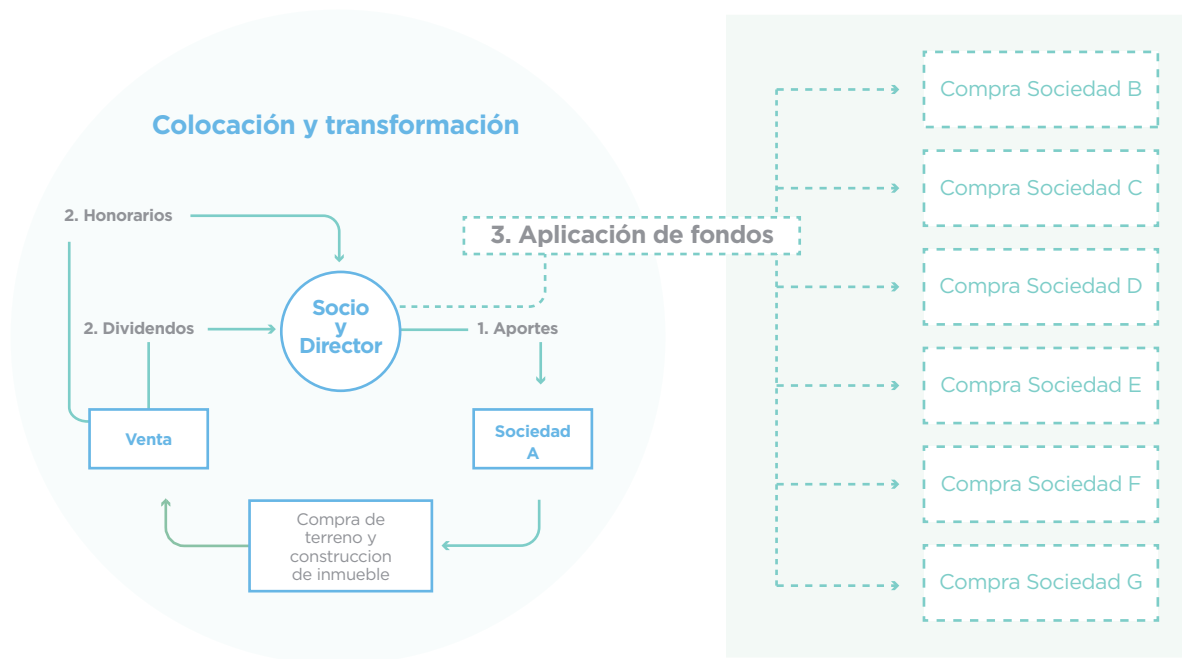 Colocación y transformación
2. Honorarios
3. Aplicación de fondos
Socio
y
Director
2. Dividendos
1. Aportes
Venta
Sociedad
A
Compra de
terreno y
construccion
de inmueble
Compra Sociedad B
Compra Sociedad C
Compra Sociedad D
Compra Sociedad E
Compra Sociedad F
Compra Sociedad G